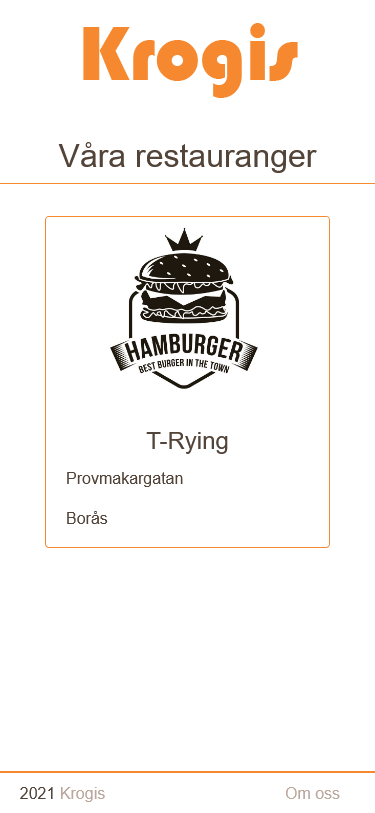 Krogis
Våra restauranger
HAMBURGER
BEST BURGER IN THE TOWN
T-Rying
Provmakargatan
Borås
2021 Krogis
Om oss